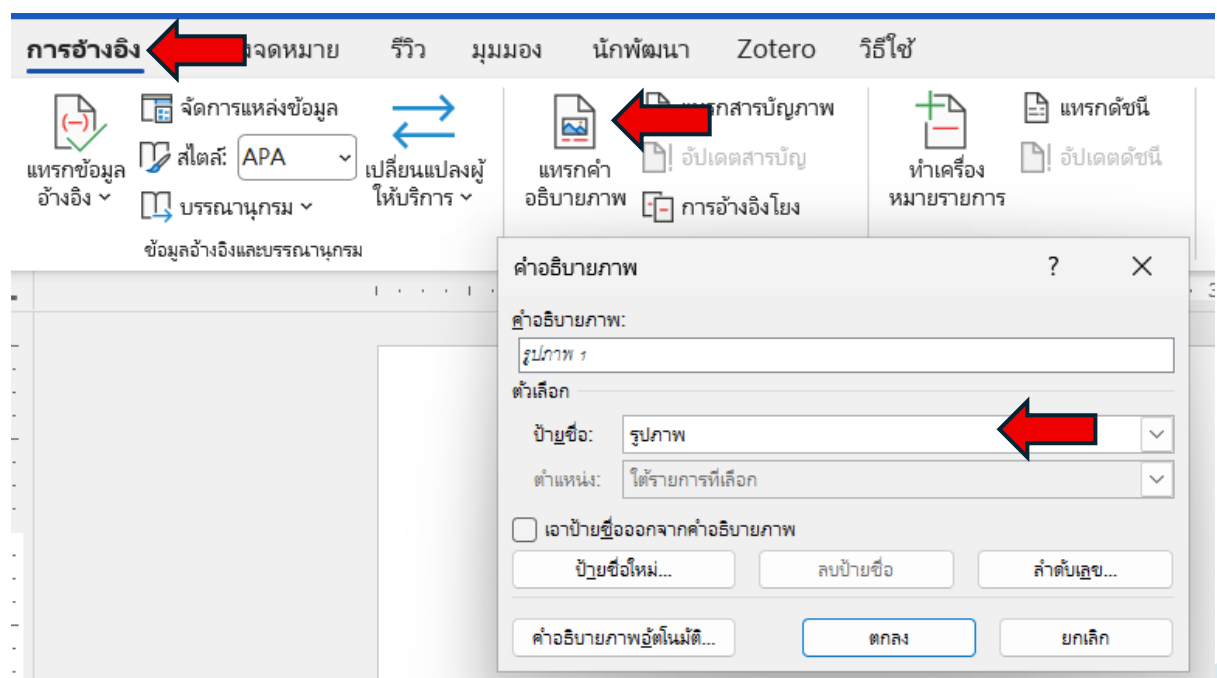 การอ้างอิง งจดหมาย รีวิว มุมมอง นักพัฒนา Zotero วิธีใช้
แทรกข้อมูล
อ้างอิง
จัดการแหล่งข้อมูล
สไตล์: APA
บรรณานุกรม
เปลี่ยนแปลงผู้
ให้บริการ
ข้อมูลอ้างอิงและบรรณานุกรม
แทรกคำ
อธิบายภาพ
แทรกสารบัญภาพ
อัปเดตสารบัญ
การอ้างอิงโยง
ทำเครื่อง
หมายรายการ
แทรกดัชนี
อัปเดตดัชนี
คำอธิบายภาพ ?
คำอธิบายภาพ:
รูปภาพ 1
ตัวเลือก
ป้ายชื่อ: รูปภาพ
ตำแหน่ง: ใต้รายการที่เลือก
เอาป้ายชื่อออกจากคำอธิบายภาพ
ป้ายชื่อใหม่... ลบป้ายชื่อ ลำดับเลข...
คำอธิบายภาพอัตโนมัติ... ตกลง ยกเลิก